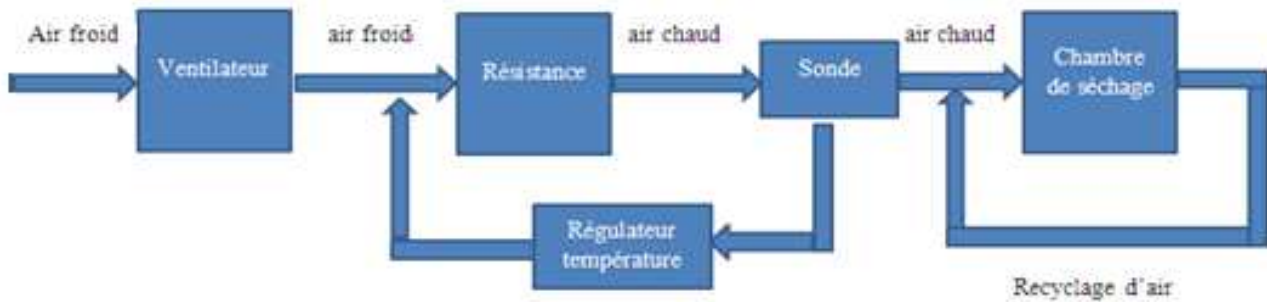 Air froid
Ventilateur
air froid
Résistance
air chaud
Sonde
air chaud
Chambre
de séchage
Régulateur
température
Recyclage d'air